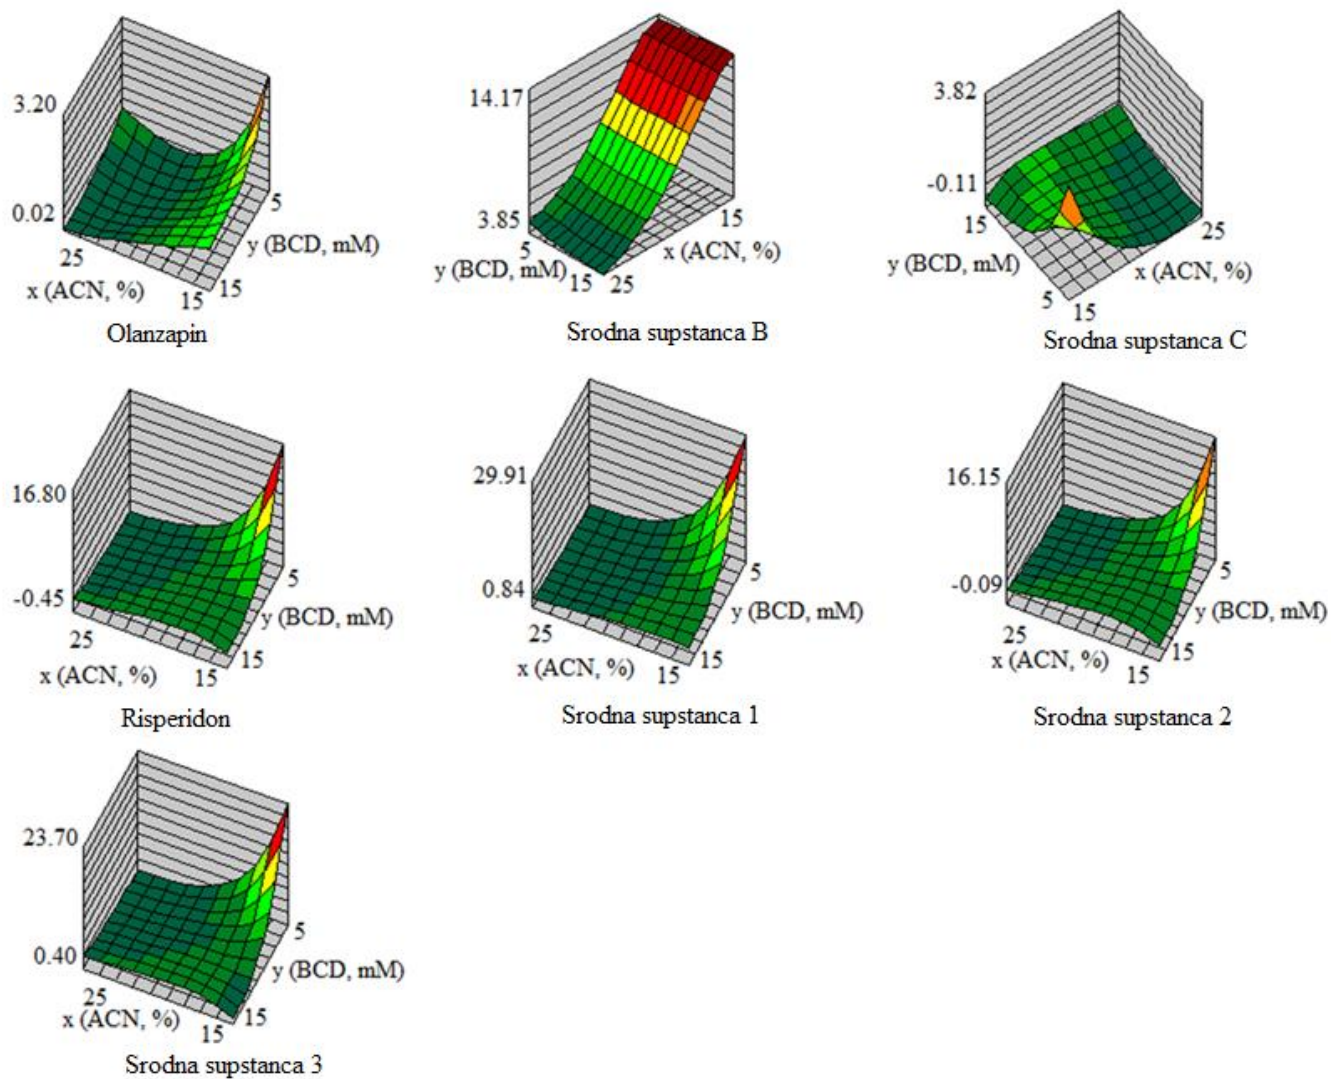 3.20
0.02
25
x (ACN, %)
15
15
5
y (BCD, mM)
Olanzapin
14.17
3.85
5
y (BCD, mM)
15
25
x (ACN, %)
15
Srodna supstanca B
3.82
-0.11
15
y (BCD, mM)
5
15
x (ACN, %)
25
Srodna supstanca C
16.80
-0.45
25
x (ACN, %)
15
15
5
y (BCD, mM)
Risperidon
29.91
0.84
25
x (ACN, %)
15
15
5
y (BCD, mM)
Srodna supstanca 1
16.15
-0.09
25
x (ACN, %)
15
15
5
y (BCD, mM)
Srodna supstanca 2
23.70
0.40
25
x (ACN, %)
15
15
5
y (BCD, mM)
Srodna supstanca 3